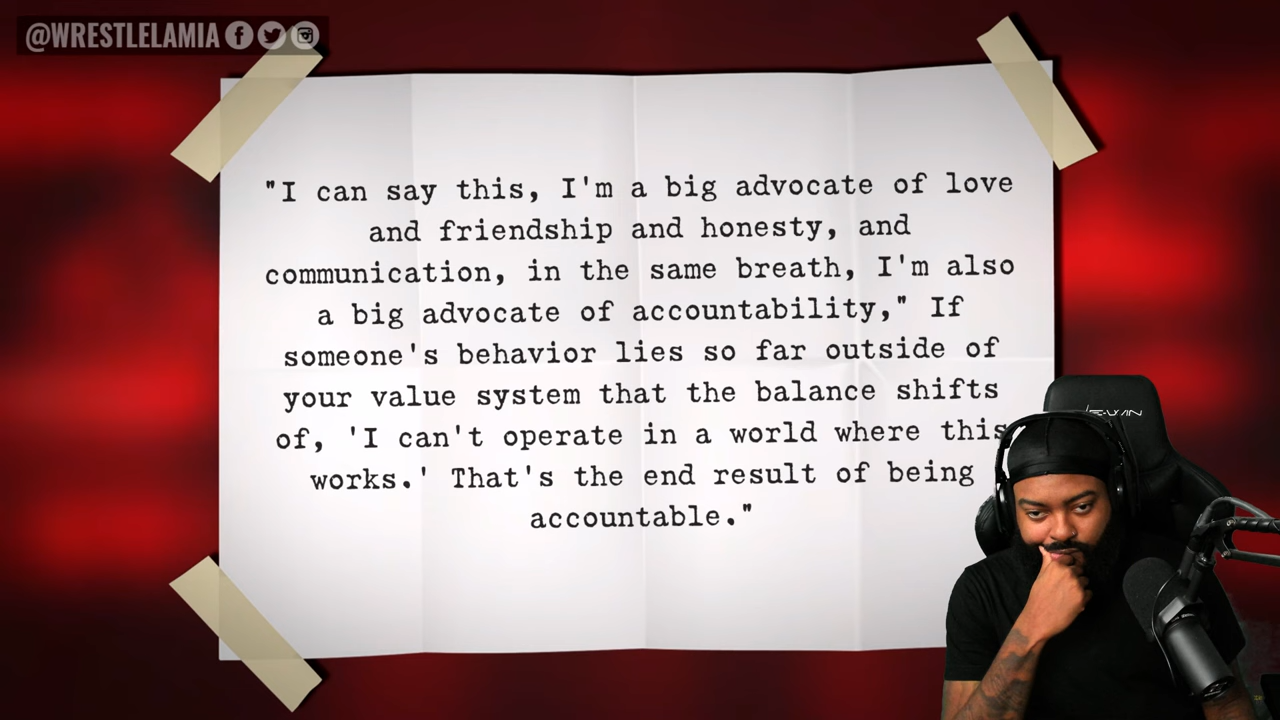 @WRESTLELAMIA
"I can say this, I'm a big advocate of love
and friendship and honesty, and
communication, in the same breath, I'm also
a big advocate of accountability," If
someone's behavior lies so far outside of
your value system that the balance shifts
of, 'I can't operate in a world where this
works.' That's the end result of being
accountable."